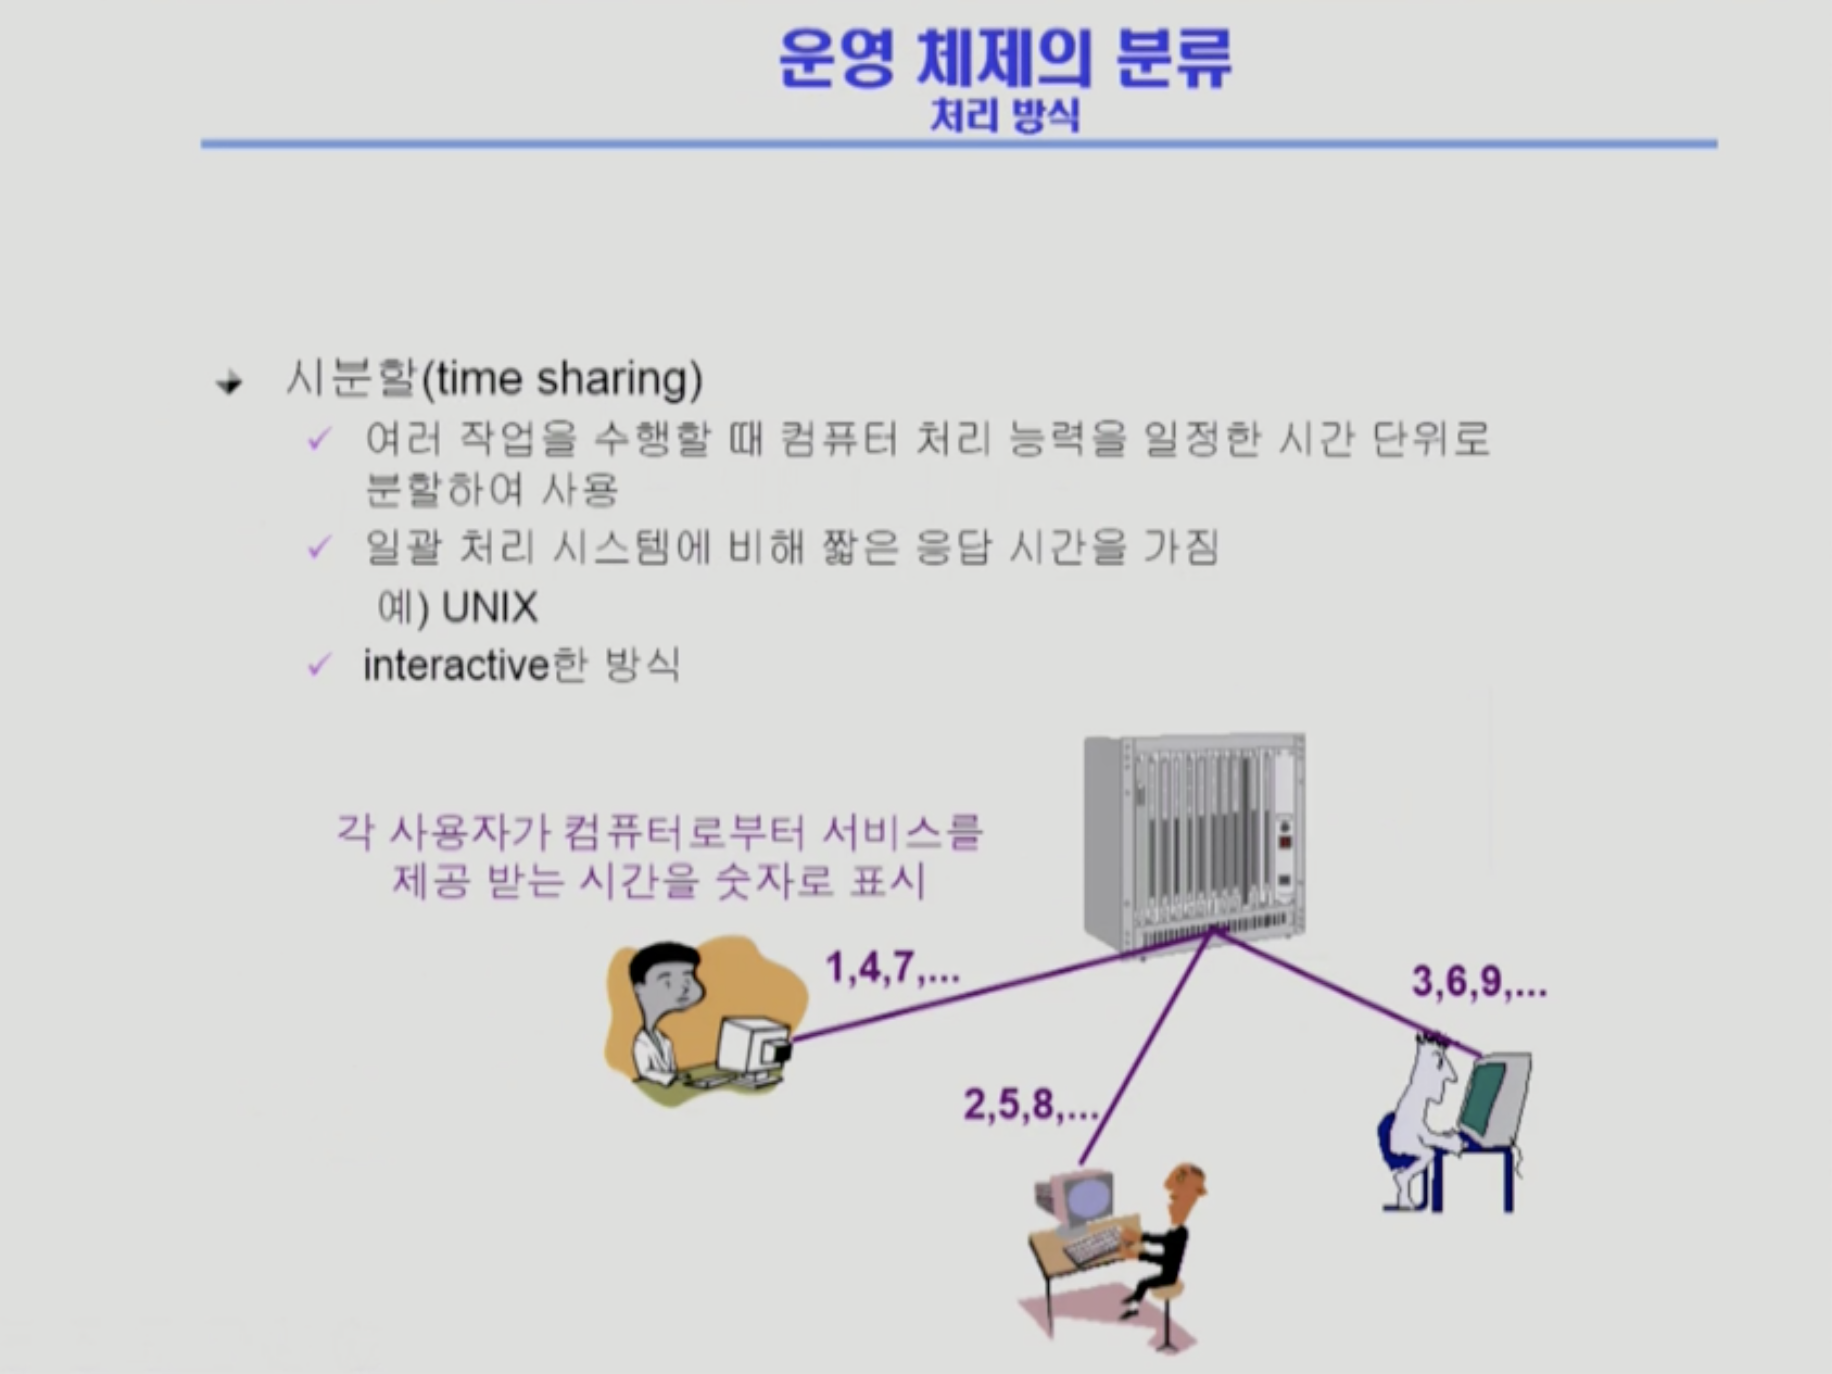 운영 체제의 분류
처리 방식
시분할(time sharing)
여러 작업을 수행할 때 컴퓨터 처리 능력을 일정한 시간 단위로
분할하여 사용
일괄 처리 시스템에 비해 짧은 응답 시간을 가짐
예) UNIX
interactive한 방식
각 사용자가 컴퓨터로부터 서비스를
제공 받는 시간을 숫자로 표시
1,4,7,...
3,6,9,...
2,5,8,...